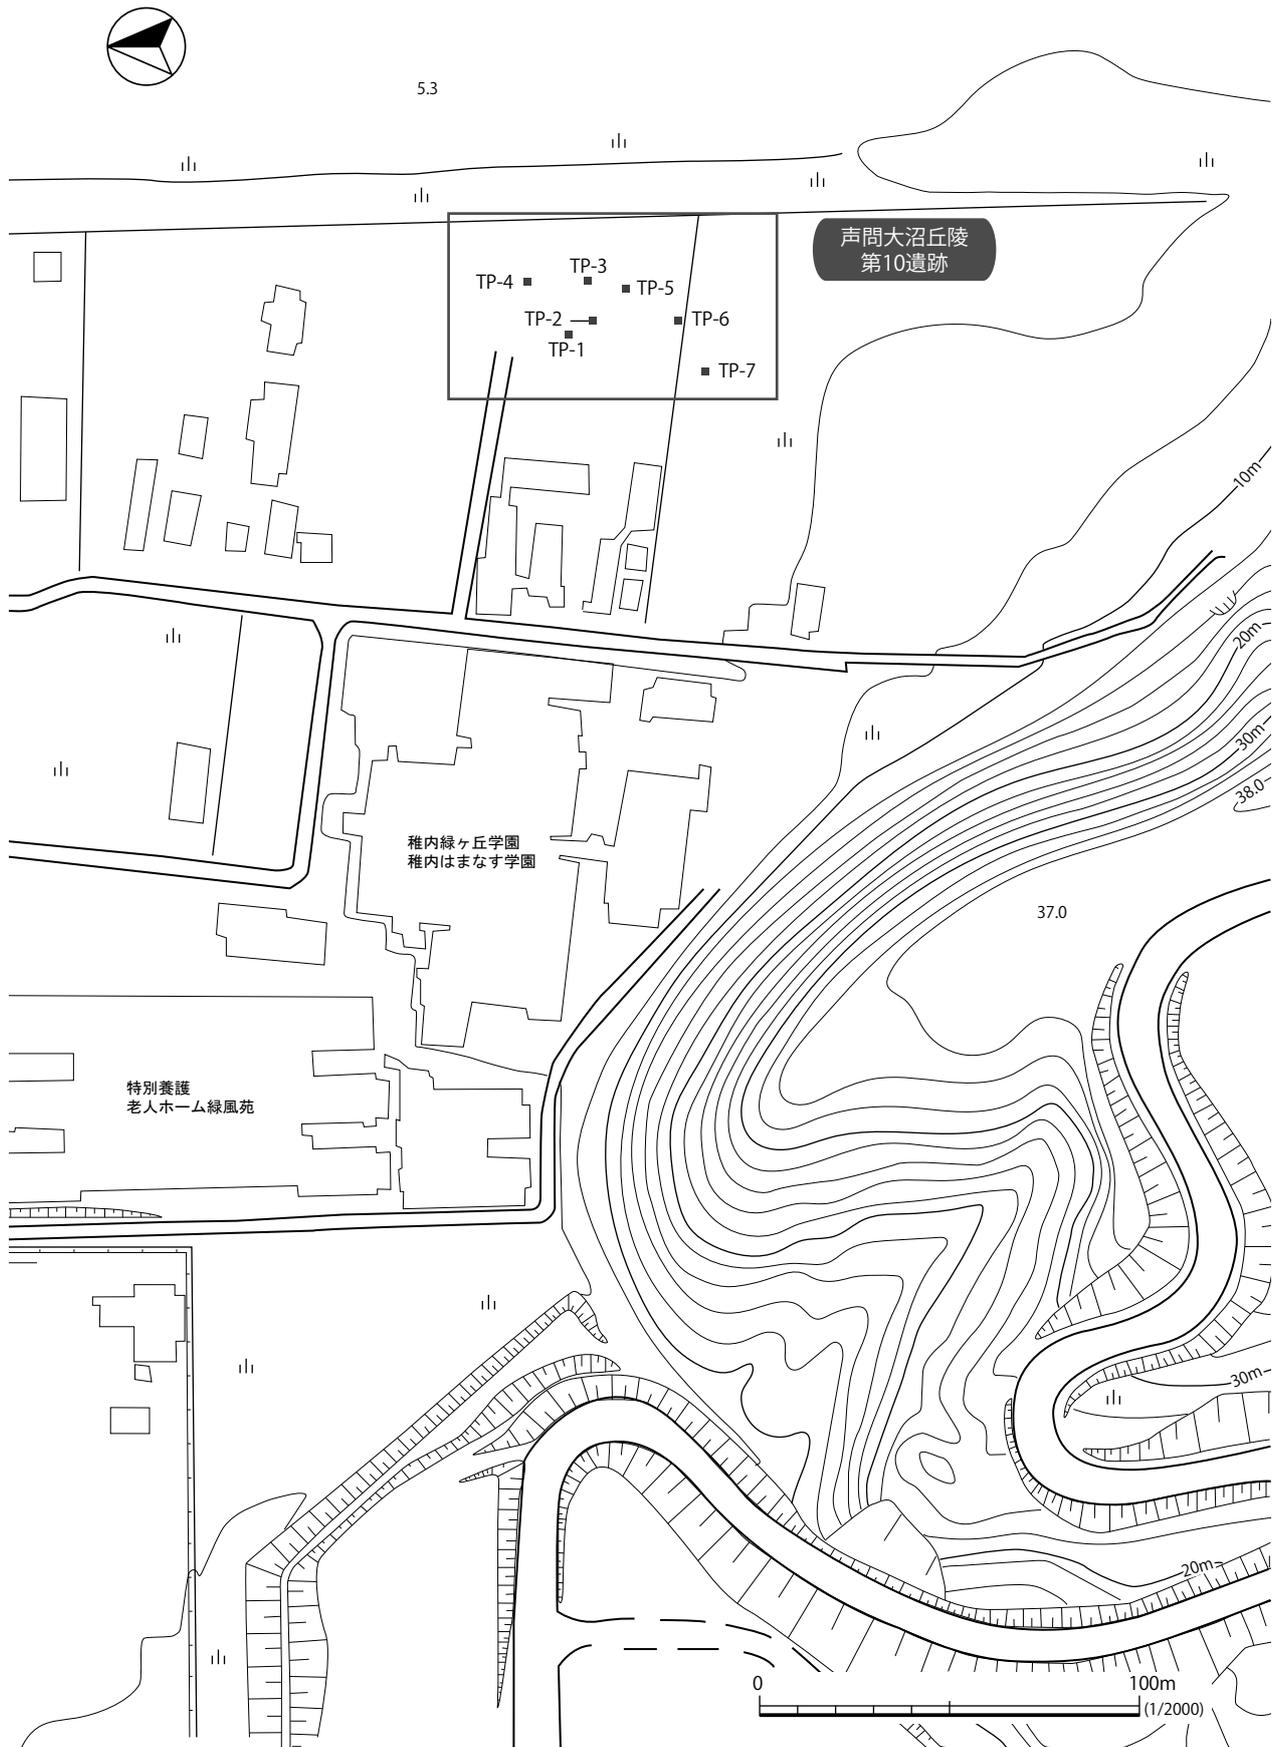 5.3
声問大沼丘陵
第10遺跡
TP-3
TP-4
TP-5
TP-2
TP-6
TP-1
TP-7
10m
20m
30m
38.0
稚内緑ヶ丘学園
稚内はまなす学園
37.0
特別養護
老人ホーム緑風苑
30m
20m
0
100m
(1/2000)